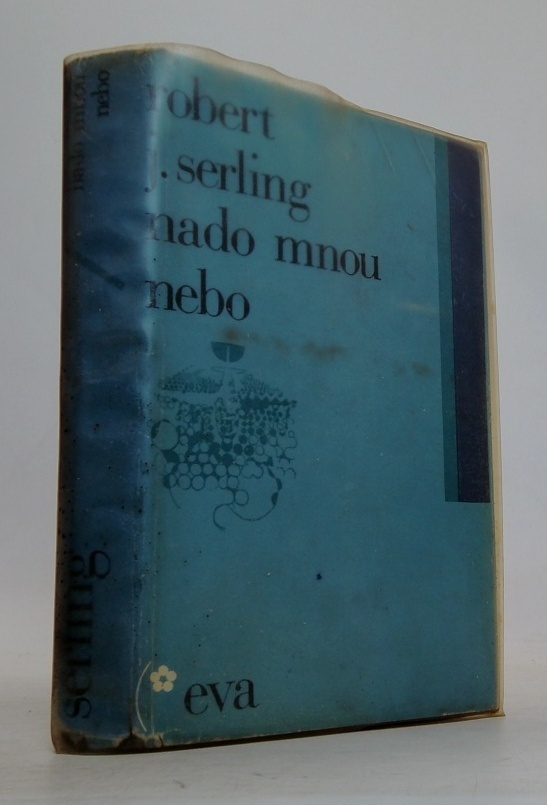 robert
j. serling
nado mnou
nebo
eva
nado mnou
nebo
serling